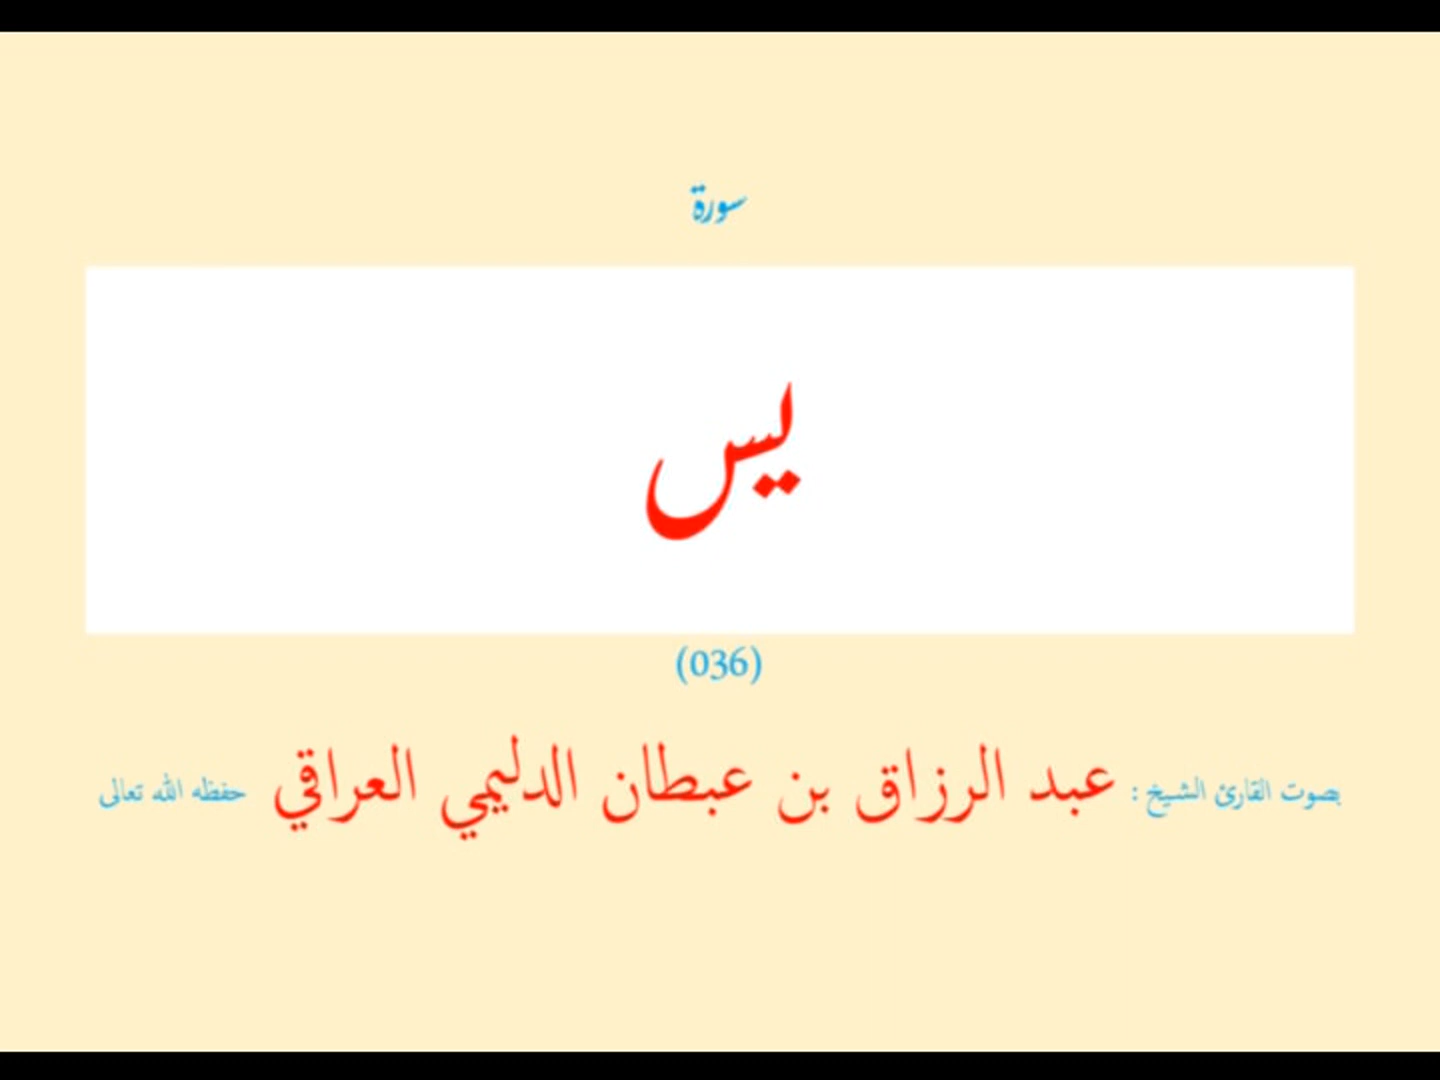 سورة
يس
(036)
بصوت القارئ الشيخ : عبد الرزاق بن عبطان الدليمي العراقي حفظه الله تعالى